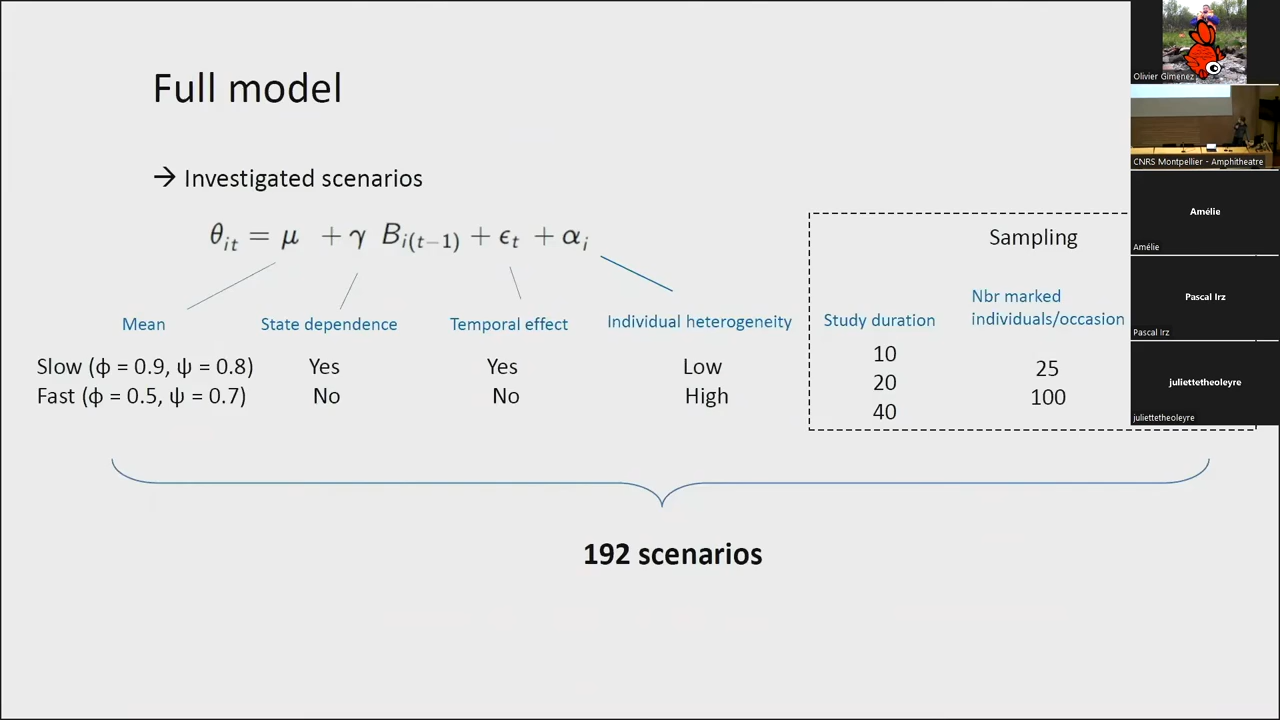 Full model
→ Investigated scenarios
θit = μ + γ Bi(t−1) + ϵt + αi
Mean
Slow (ϕ = 0.9, ψ = 0.8)
Fast (ϕ = 0.5, ψ = 0.7)
State dependence
Yes
No
Temporal effect
Yes
No
Individual heterogeneity
Low
High
Sampling
Study duration
10
20
40
Nbr marked
individuals/occasion
25
100
192 scenarios
Olivier Gimenez
CNRS Montpellier - Amphitheatre
Amélie
Amélie
Pascal Irz
Pascal Irz
juliettetheoleyre
juliettetheoleyre